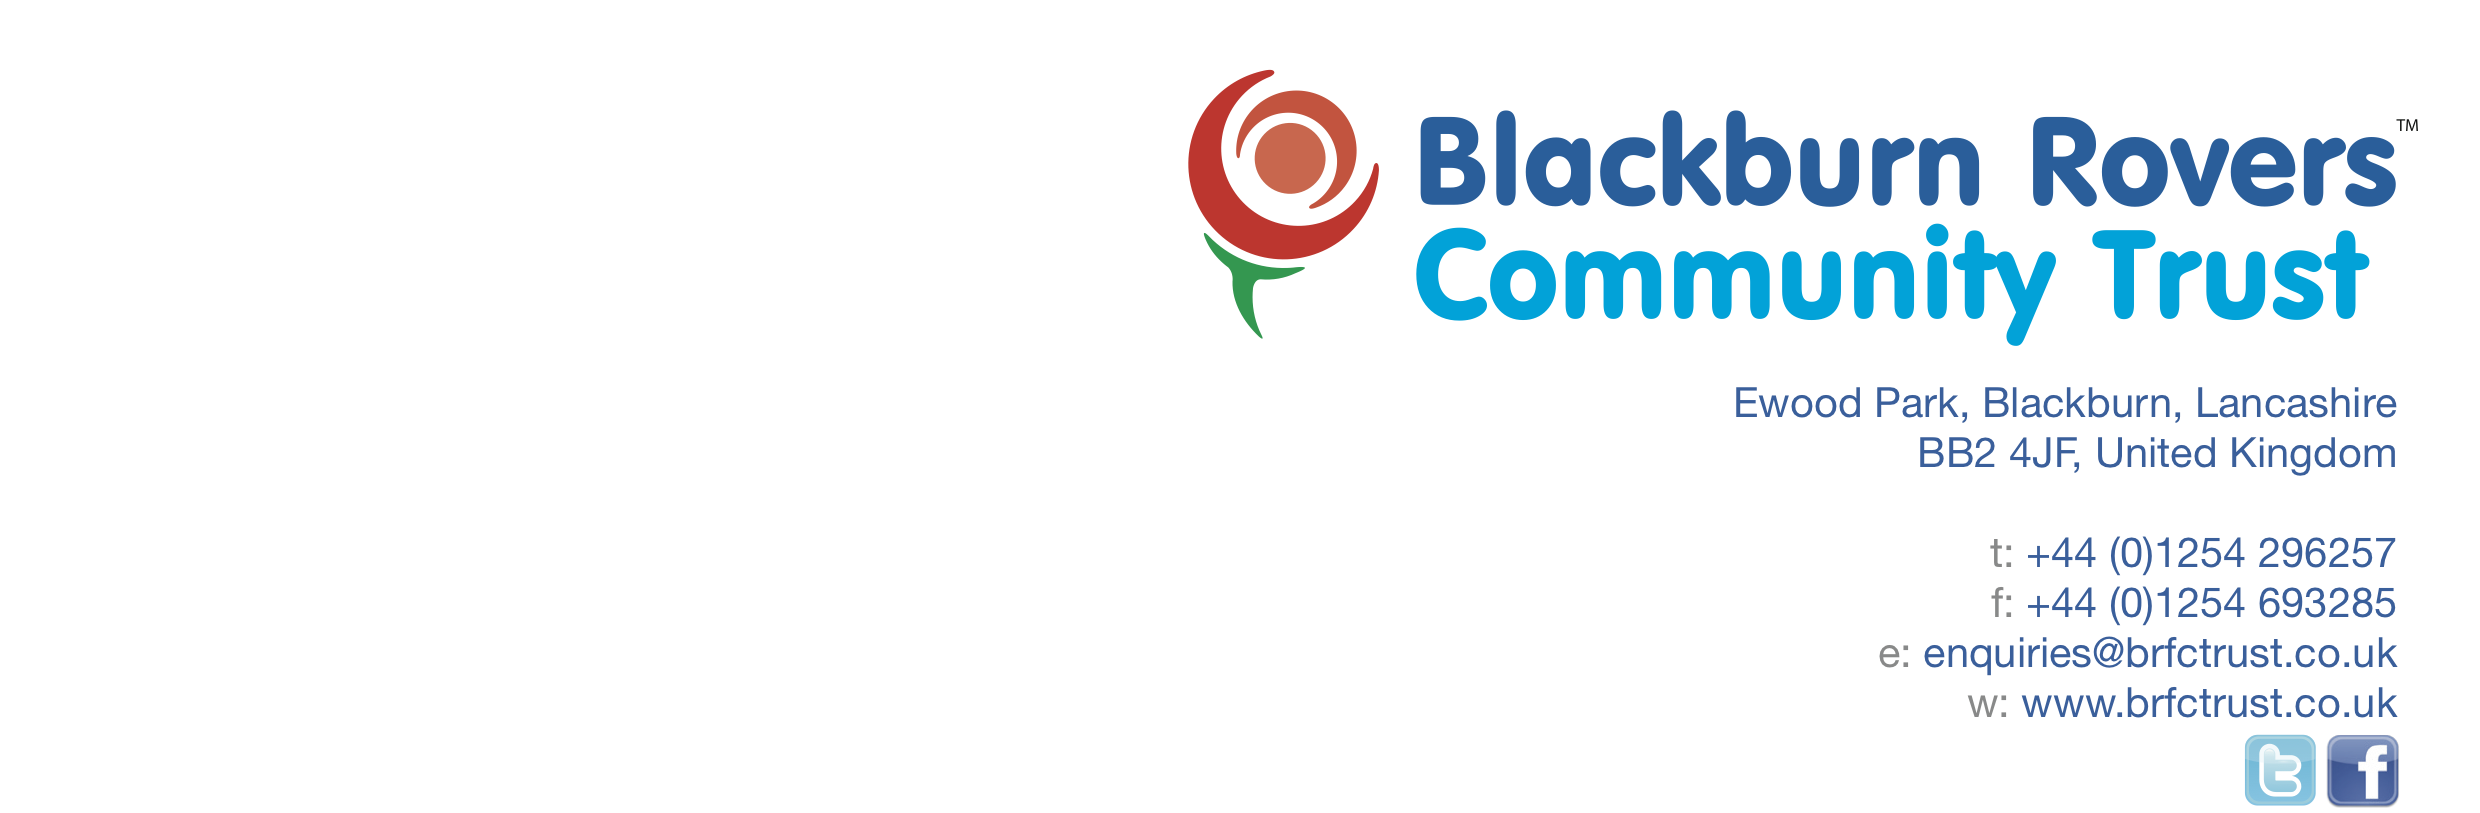 Blackburn Rovers™
Community Trust
Ewood Park, Blackburn, Lancashire
BB2 4JF, United Kingdom
t: +44 (0)1254 296257
f: +44 (0)1254 693285
e: enquiries@brfctrust.co.uk
w: www.brfctrust.co.uk
t f